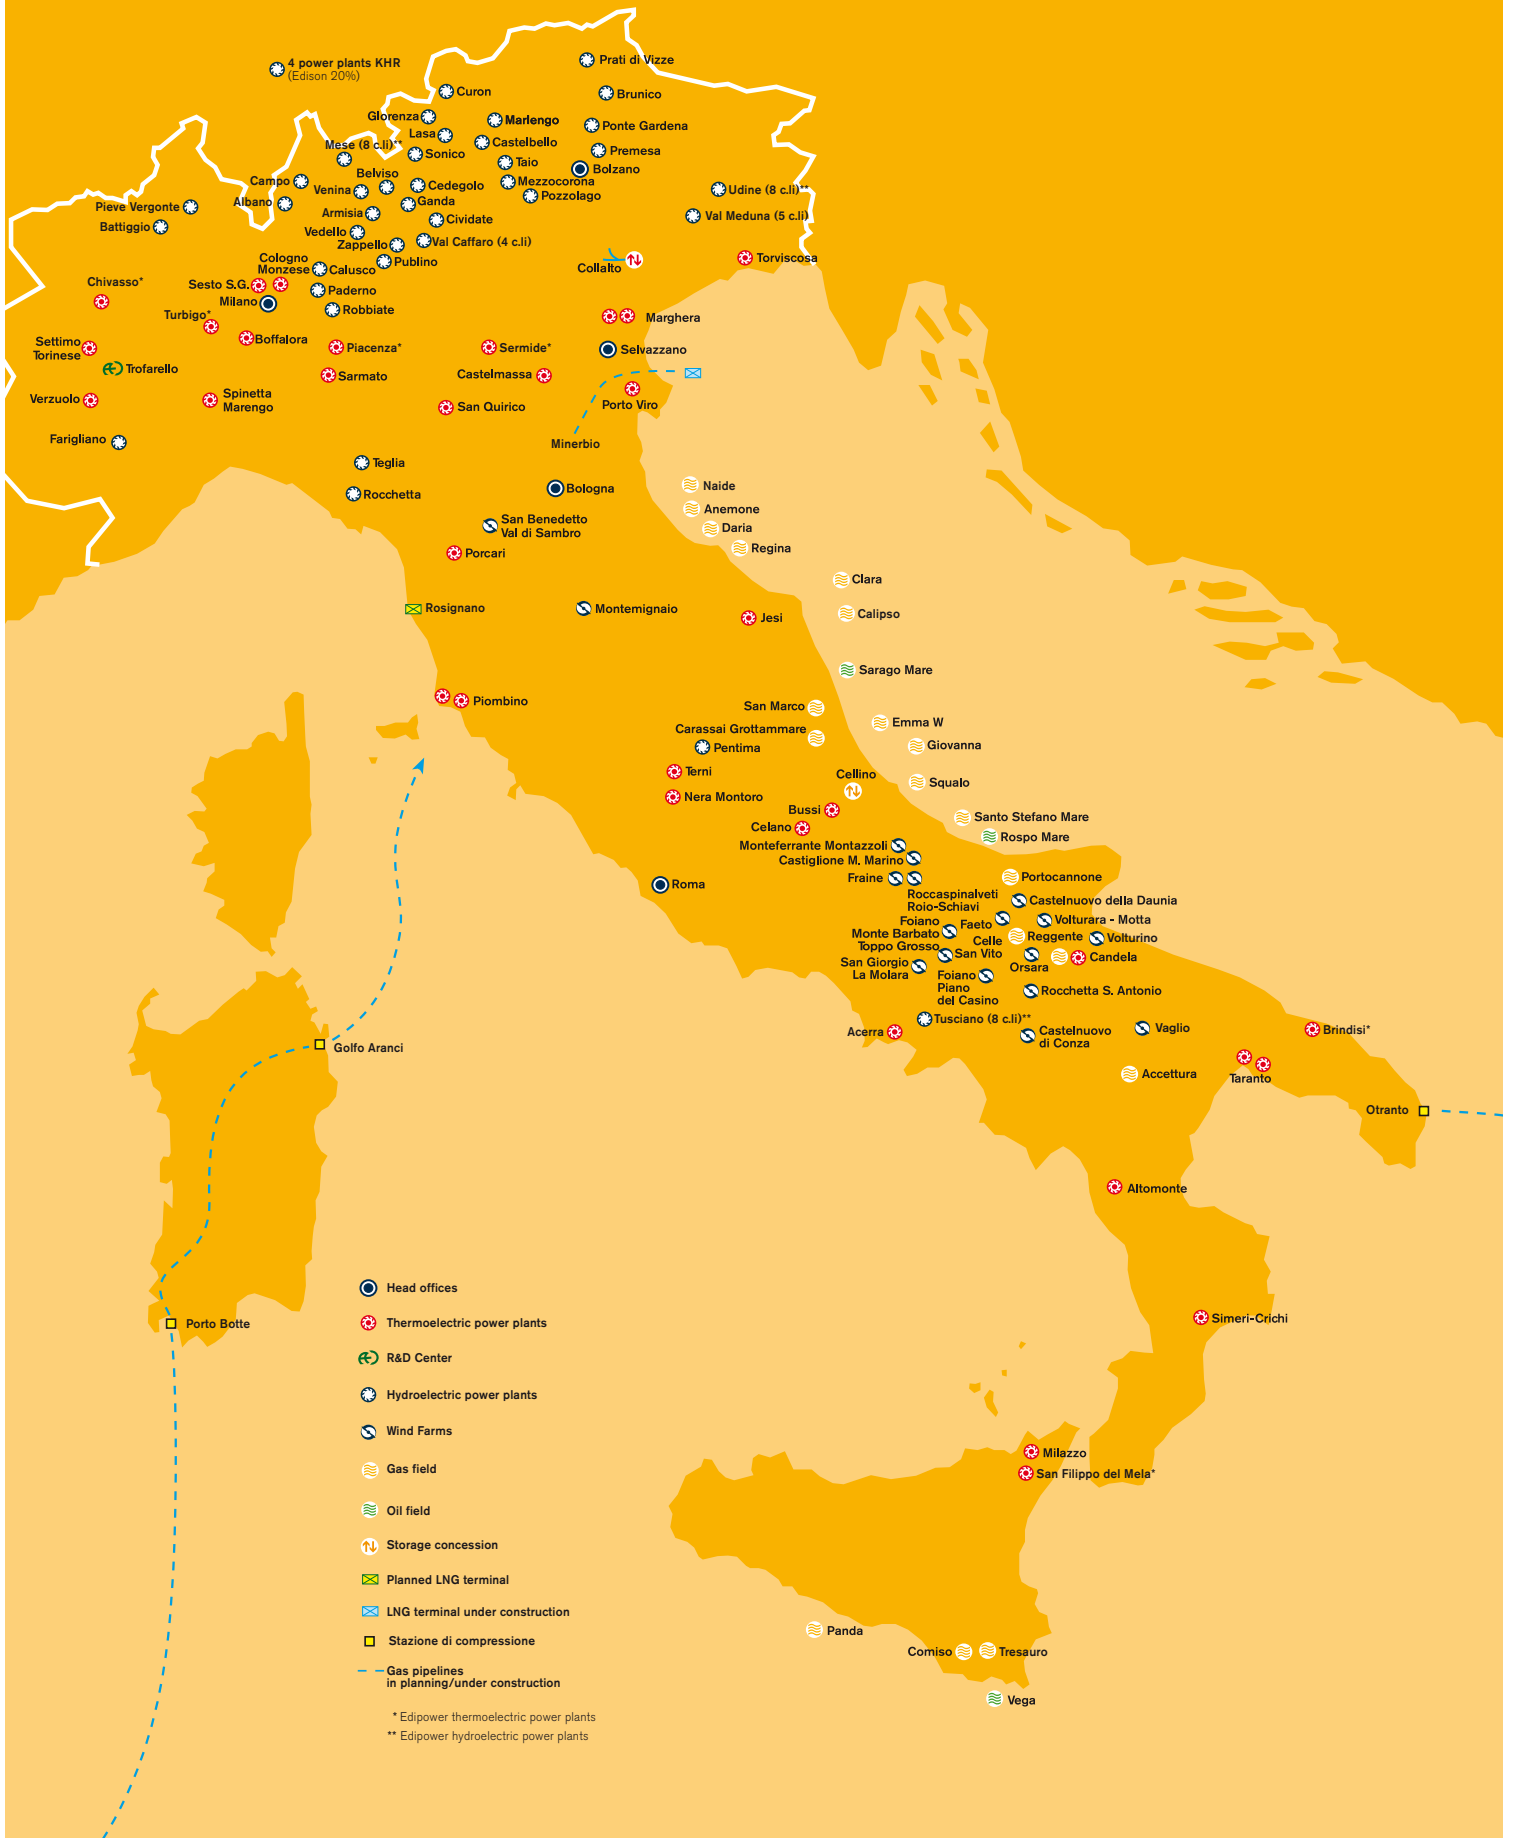 4 power plants KHR
(Edison 20%)
Prati di Vizze
Curon
Brunico
Glorenza
Marlengo
Ponte Gardena
Lasa
Castelbello
Mese (8 c.li)**
Sonico
Premesa
Taio
Bolzano
Belviso
Campo
Venina
Cedegolo
Mezzocorona
Udine (8 c.li)**
Pozzolago
Albano
Ganda
Pieve Vergonte
Armisia
Cividate
Val Meduna (5 c.li)
Battiggio
Vedello
Zappello
Val Caffaro (4 c.li)
Cologno
Monzese
Calusco
Publino
Collalto
Torviscosa
Chivasso*
Sesto S.G.
Paderno
Milano
Robbiate
Turbigo*
Marghera
Settimo
Torinese
Boffalora
Piacenza*
Sermide*
Selvazzano
Trofarello
Sarmato
Castelmassa
Verzuolo
Spinetta
Marengo
San Quirico
Porto Viro
Farigliano
Minerbio
Teglia
Rocchetta
Bologna
Naide
Anemone
San Benedetto
Val di Sambro
Daria
Porcari
Regina
Clara
Rosignano
Montemignaio
Jesi
Calipso
Sarago Mare
Piombino
San Marco
Emma W
Carassai Grottammare
Pentima
Giovanna
Terni
Cellino
Squalo
Nera Montoro
Bussi
Celano
Santo Stefano Mare
Rospo Mare
Monteferrante Montazzoli
Castiglione M. Marino
Fraine
Portocannone
Roma
Roccaspinalveti
Roio-Schiavi
Castelnuovo della Daunia
Foiano
Monte Barbato
Toppo Grosso
Faeto
Volturara - Motta
Celle
San Vito
Reggente
Volturino
San Giorgio
La Molara
Orsara
Candela
Foiano
Piano
del Casino
Rocchetta S. Antonio
Tusciano (8 c.li)**
Acerra
Castelnuovo
di Conza
Vaglio
Brindisi*
Golfo Aranci
Accettura
Taranto
Otranto
Altomonte
Head offices
Porto Botte
Thermoelectric power plants
Simeri-Crichi
R&D Center
Hydroelectric power plants
Wind Farms
Milazzo
Gas field
San Filippo del Mela*
Oil field
Storage concession
Planned LNG terminal
LNG terminal under construction
Panda
Stazione di compressione
Comiso
Tresauro
Gas pipelines
in planning/under construction
Vega
* Edipower thermoelectric power plants
** Edipower hydroelectric power plants